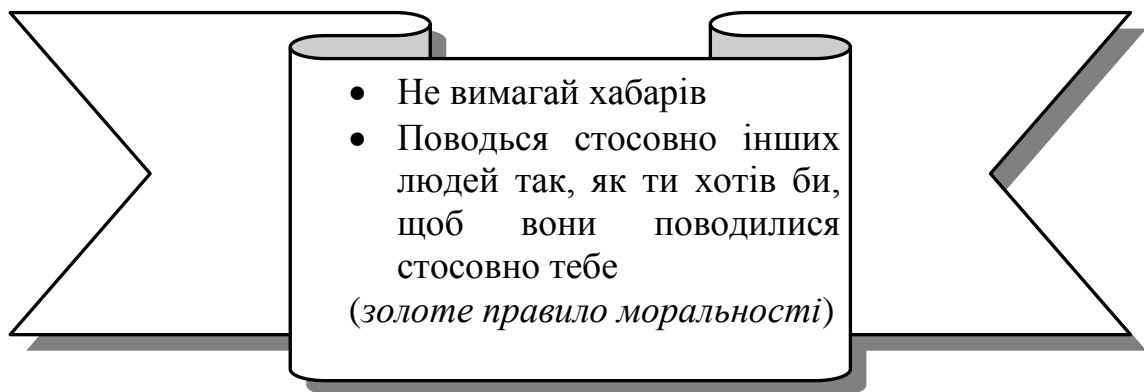 • Не вимагай хабарів
• Поводься стосовно інших
людей так, як ти хотів би,
щоб вони поводилися
стосовно тебе
(золоте правило моральності)